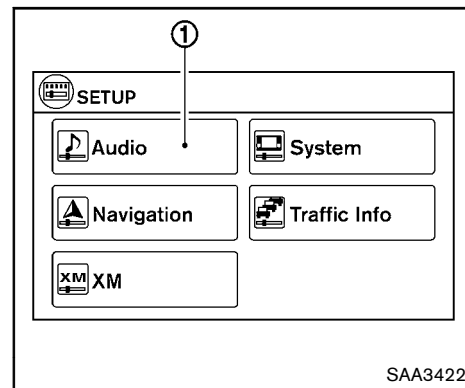 ①
SETUP
Audio
System
Navigation
Traffic Info
XM XM
SAA3422